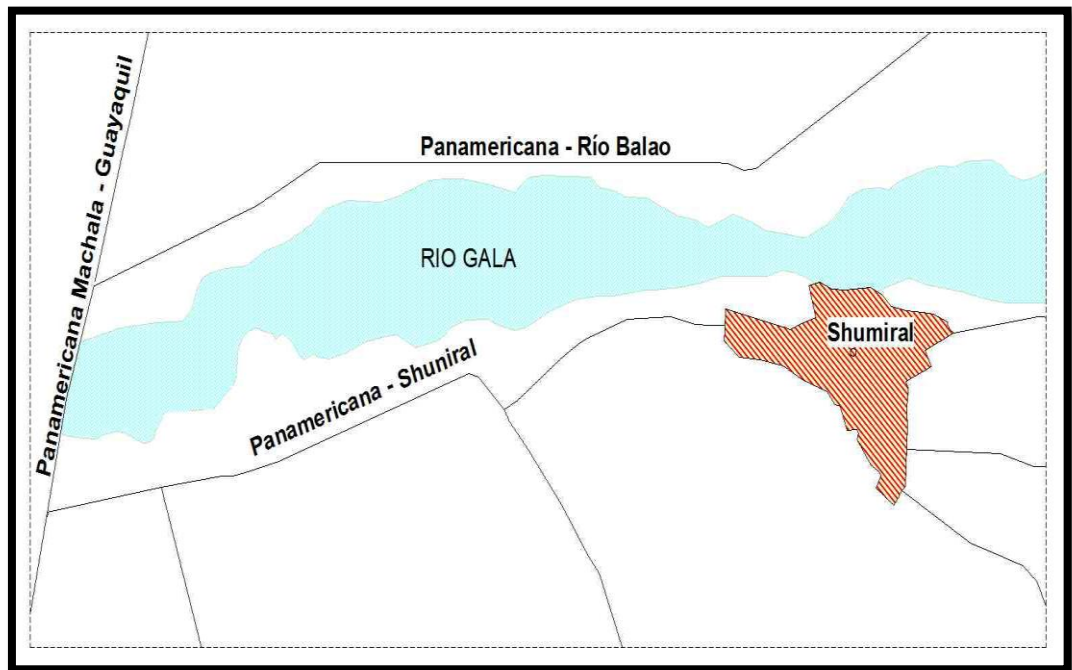 Panamericana Machala - Guayaquil
Panamericana - Río Balao
RIO GALA
Shumiral
Panamericana - Shuniral